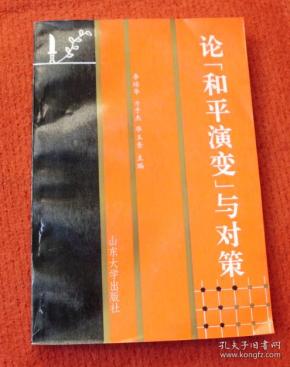 论「和平演变」与对策
主编
山东大学出版社
孔夫子旧书网